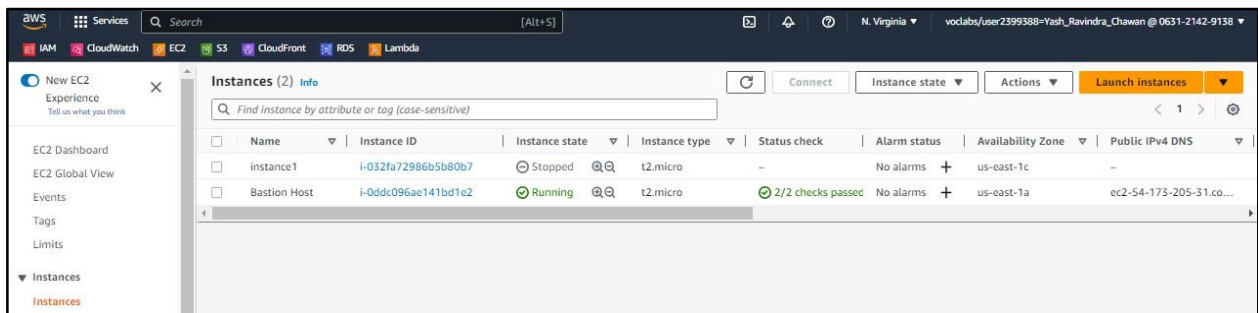 aws Services Search [Alt+S] N. Virginia ▼ voclabs/user2399388=Yash_Ravindra_Chawan @ 0631-2142-9138 ▼
IAM CloudWatch EC2 S3 CloudFront RDS Lambda
New EC2 Experience
Tell us what you think
EC2 Dashboard
EC2 Global View
Events
Tags
Limits
▼ Instances
Instances
Instances (2) Info
Connect Instance state ▼ Actions ▼ Launch instances ▼
Find instance by attribute or tag (case-sensitive)
< 1 >
Name Instance ID Instance state Instance type Status check Alarm status Availability Zone Public IPv4 DNS
instance1 i-032fa72986b5b80b7 Stopped t2.micro – No alarms + us-east-1c –
Bastion Host i-0ddc096ae141bd1e2 Running t2.micro 2/2 checks passed No alarms + us-east-1a ec2-54-173-205-31.co...